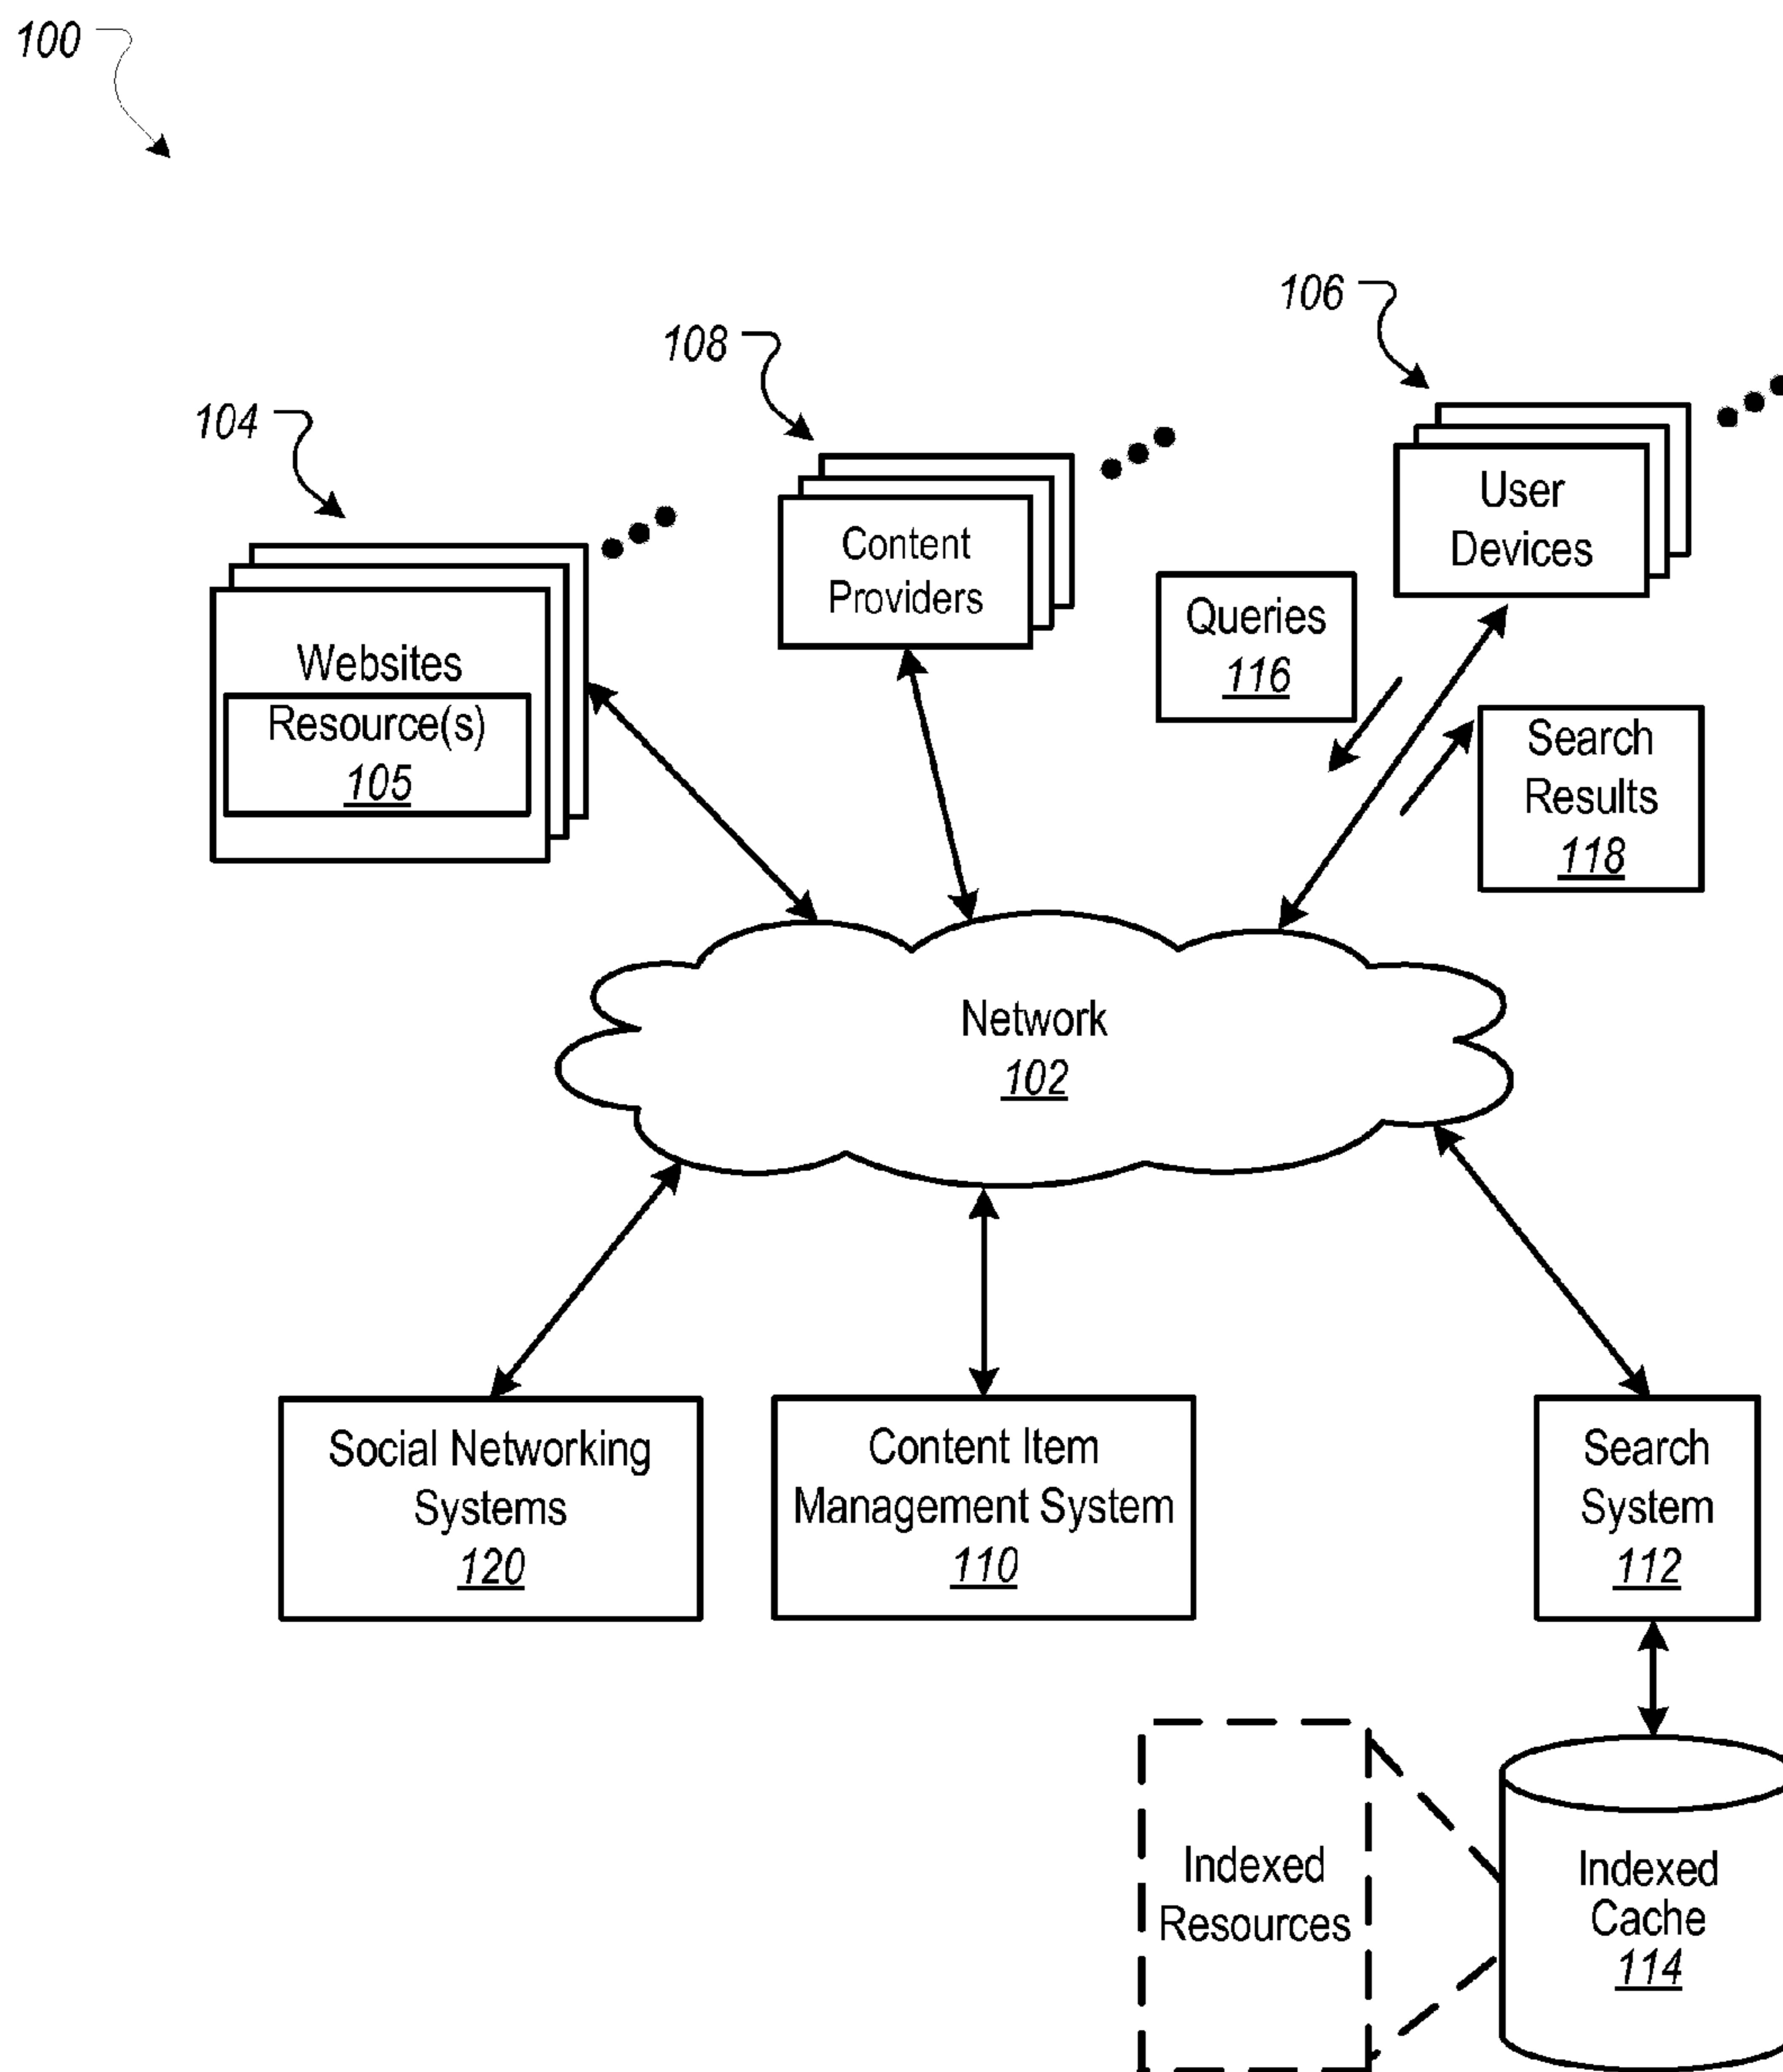 100
106
108
104
User
Devices
Content
Providers
Queries
116
Websites
Resource(s)
105
Search
Results
118
Network
102
Social Networking
Systems
120
Content Item
Management System
110
Search
System
112
Indexed
Resources
Indexed
Cache
114